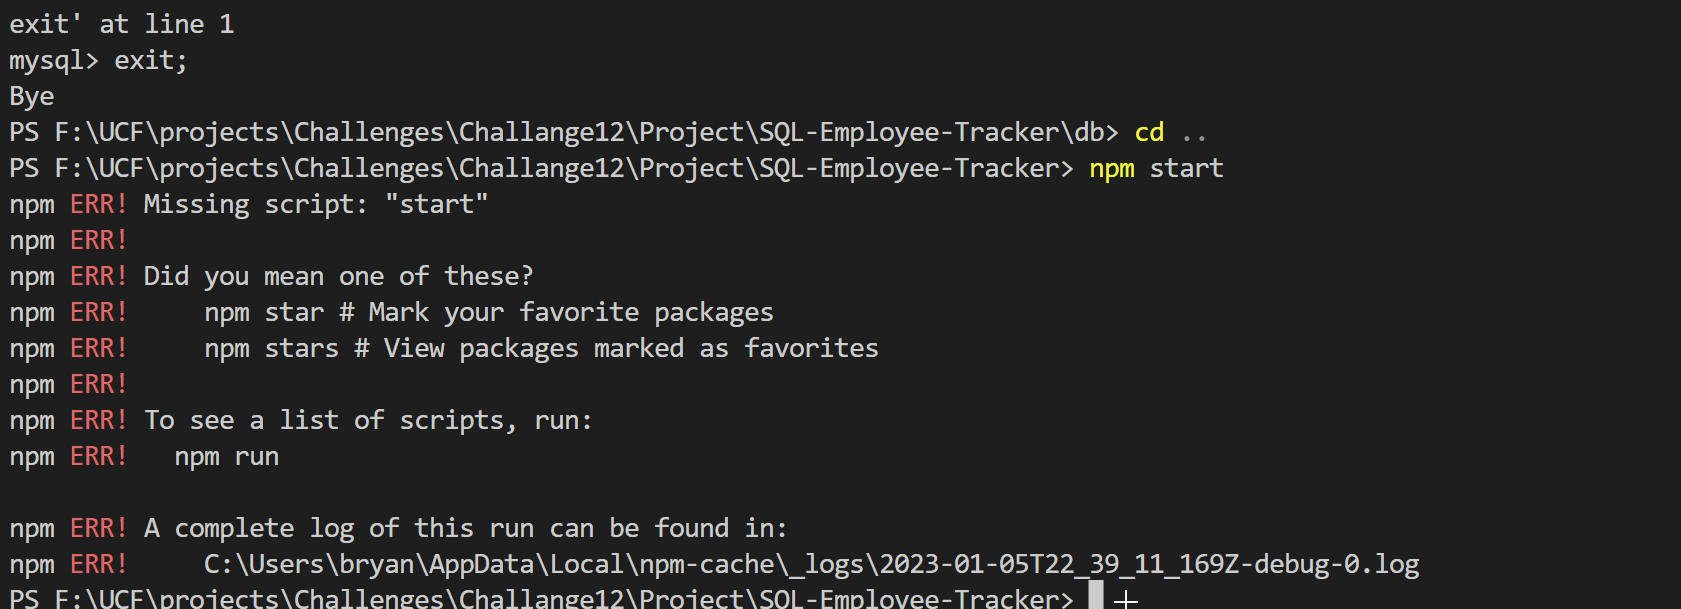 exit' at line 1
mysql> exit;
Bye
PS F:\UCF\projects\Challenges\Challange12\Project\SQL-Employee-Tracker\db> cd ..
PS F:\UCF\projects\Challenges\Challange12\Project\SQL-Employee-Tracker> npm start
npm ERR! Missing script: "start"
npm ERR!
npm ERR! Did you mean one of these?
npm ERR!     npm star # Mark your favorite packages
npm ERR!     npm stars # View packages marked as favorites
npm ERR!
npm ERR! To see a list of scripts, run:
npm ERR!   npm run
npm ERR! A complete log of this run can be found in:
npm ERR!     C:\Users\bryan\AppData\Local\npm-cache\_logs\2023-01-05T22_39_11_169Z-debug-0.log
PS F:\UCF\projects\Challenges\Challange12\Project\SQL-Employee-Tracker>